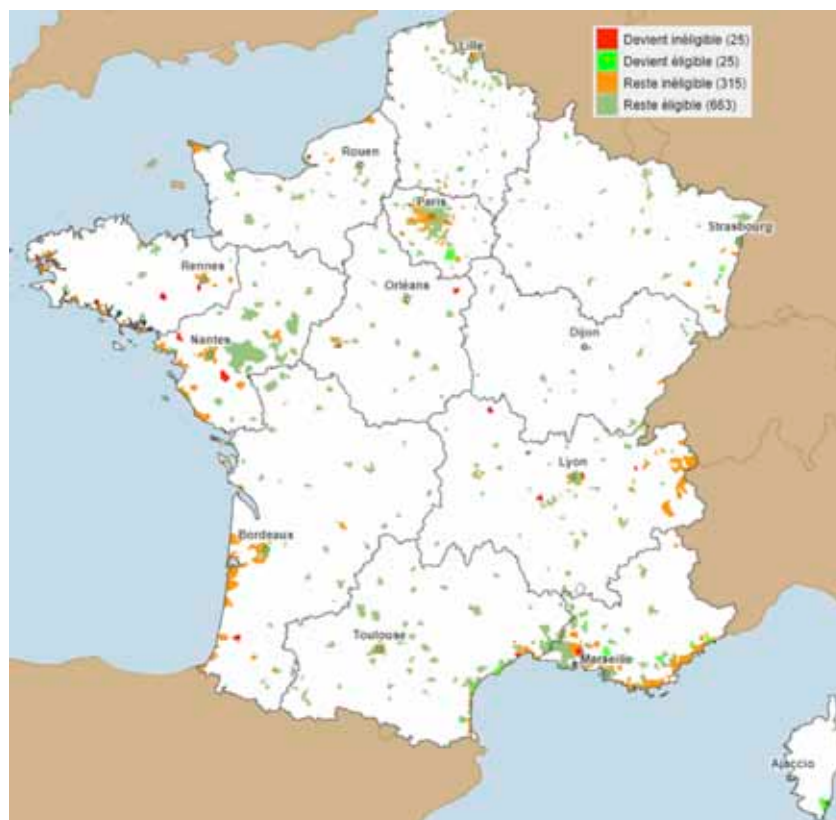 Devient inéligible (25)
Devient éligible (25)
Reste inéligible (315)
Reste éligible (663)
Lille
Rouen
Paris
Strasbourg
Rennes
Orléans
Nantes
Dijon
Lyon
Bordeaux
Toulouse
Marseille
Ajaccio